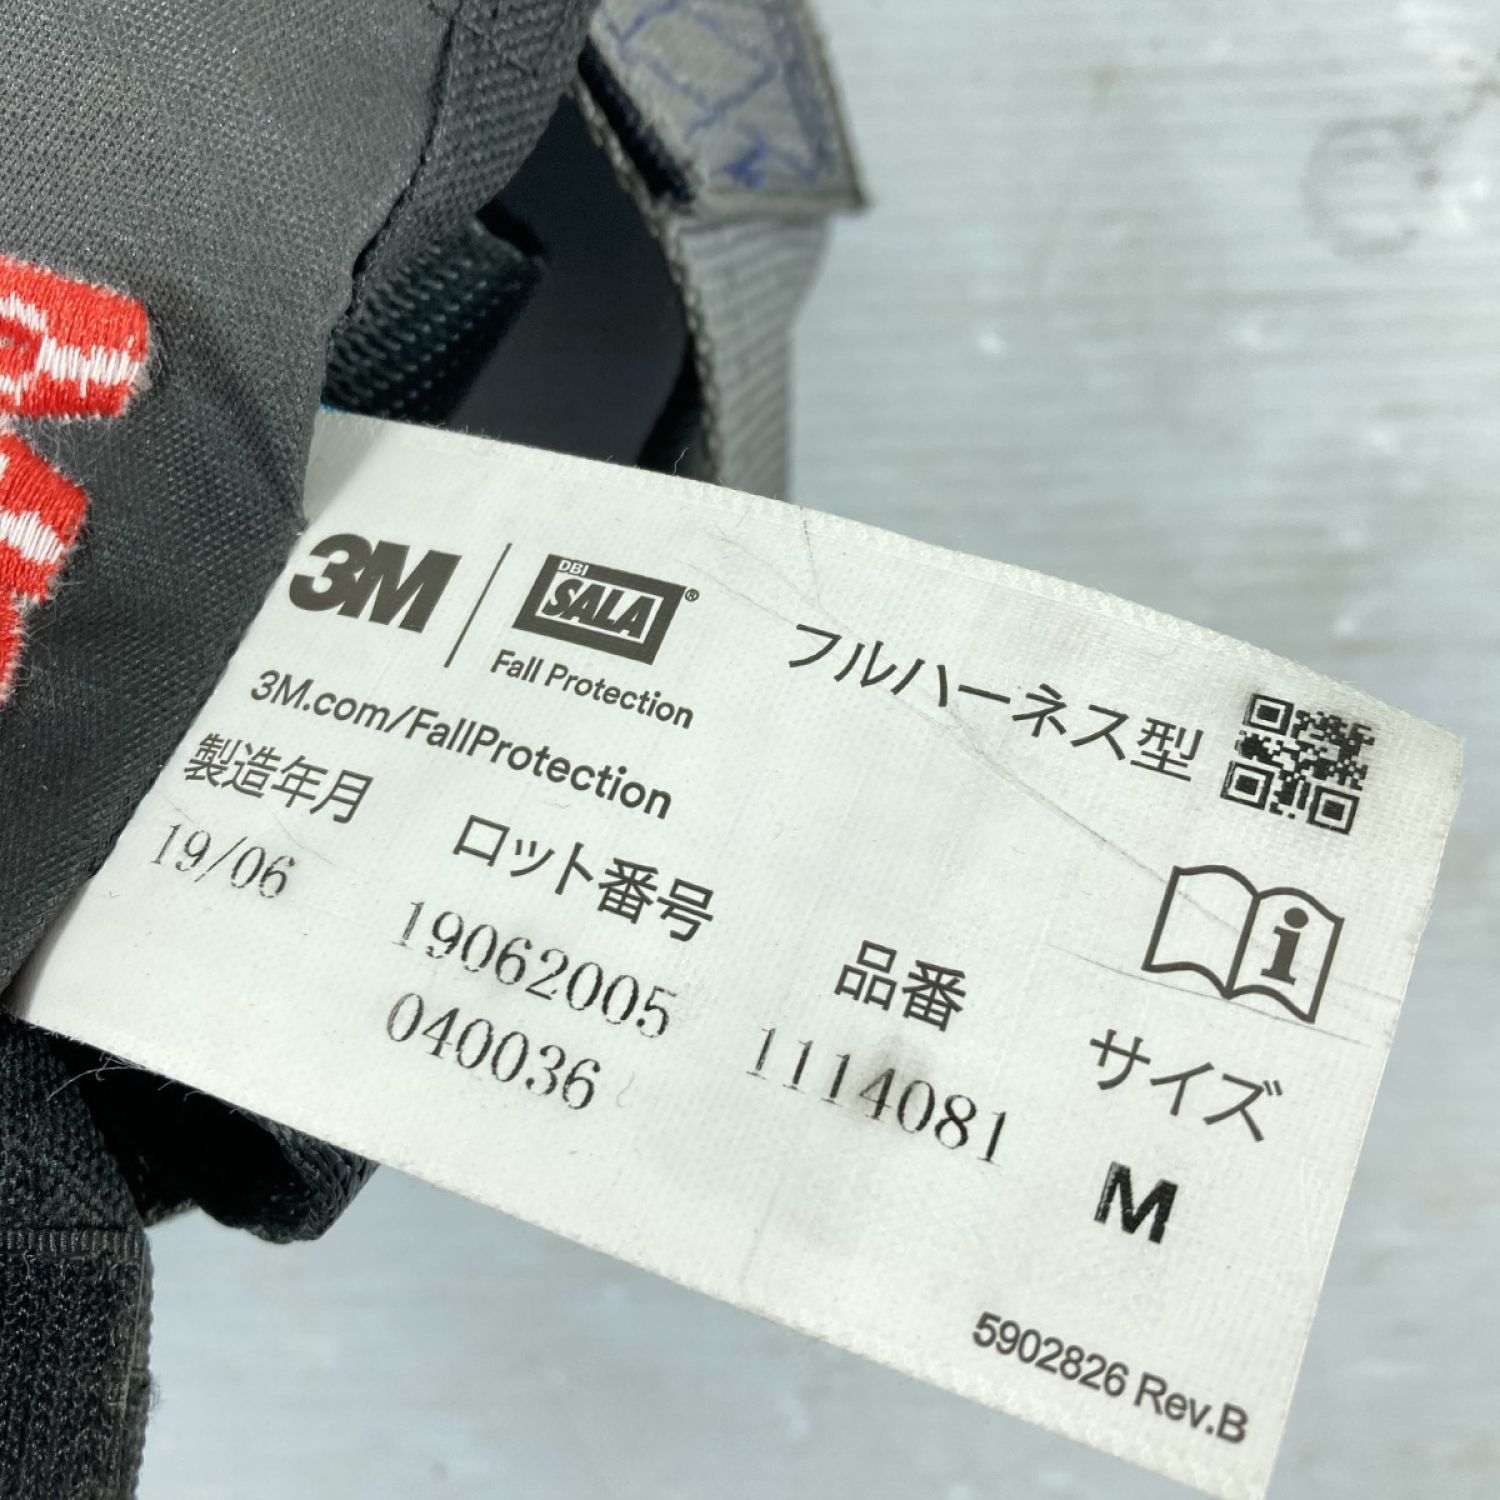 3M
DBI
SALA®
Fall Protection
フルハーネス型
3M.com/FallProtection
製造年月
19/06
ロット番号
19062005
040036
品番
1114081
サイズ
M
5902826 Rev.B